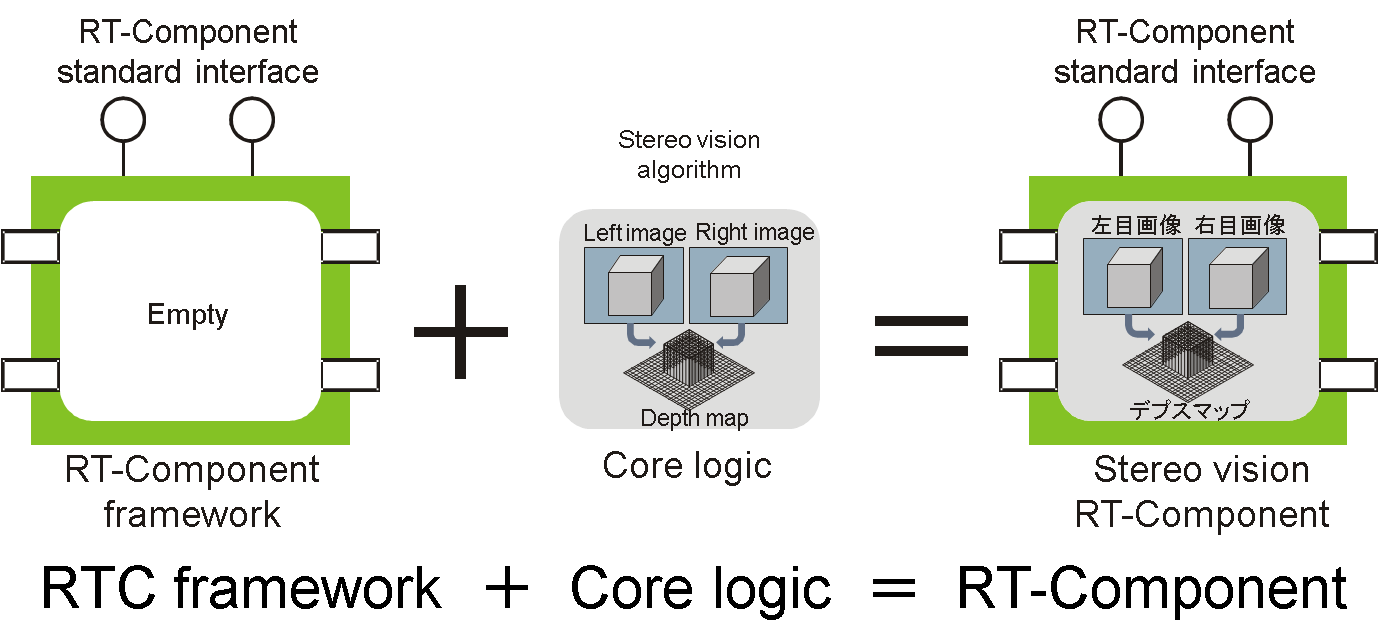 RT-Component
standard interface
Empty
RT-Component
framework
Stereo vision
algorithm
Left image
Right image
Depth map
Core logic
RT-Component
standard interface
左目画像
右目画像
デプスマップ
Stereo vision
RT-Component
RTC framework + Core logic = RT-Component